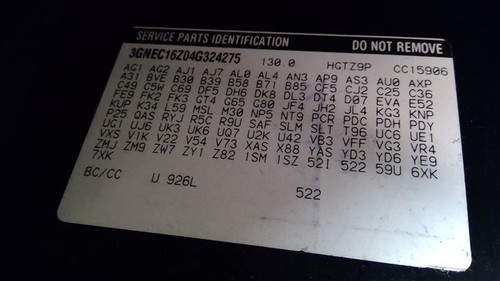 SERVICE PARTS IDENTIFICATION DO NOT REMOVE
3GNEC16Z04G324275 130.0 HGTZ9P CC15906
AG1 AG2 AJ1 AJ7 AL0 AL4 AN3 AP9 AS3 AU0 AXP
A31 BVE B30 B39 B58 B71 B85 CF5 CJ2 C25 C36
C49 C5W C69 DF5 DH6 DK8 DL3 DT4 D07 EVA E52
FE9 FK2 FK3 GT4 G65 G80 JF4 JH2 JL4 KG3 KNP
KUP K34 L59 MSL M30 NP5 NT9 PCR PDC PDH PDY
P25 QAS RYJ R5C R9U SAF SLM SLT T96 UC6 UE1
UG1 UJ6 UK3 UK6 UQ7 U2K U42 VB3 VFF VG3 VR4
VXS V1K V22 V54 V73 XAS X88 YAS YD3 YD6 YE9
ZMJ ZM9 ZW7 ZY1 Z82 1SM 1SZ 52I 522 59U 6XK
7XK
BC/CC U 926L 522